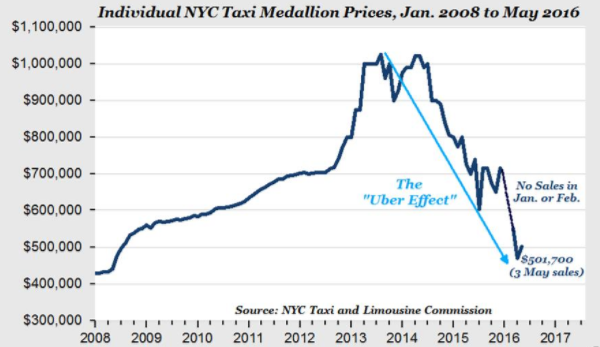 Individual NYC Taxi Medallion Prices, Jan. 2008 to May 2016
$1,100,000
$1,000,000
$900,000
$800,000
$700,000
$600,000
$500,000
$400,000
$300,000
The
"Uber Effect"
No Sales in
Jan. or Feb.
$501,700
(3 May sales)
Source: NYC Taxi and Limousine Commission
2008 2009 2010 2011 2012 2013 2014 2015 2016 2017